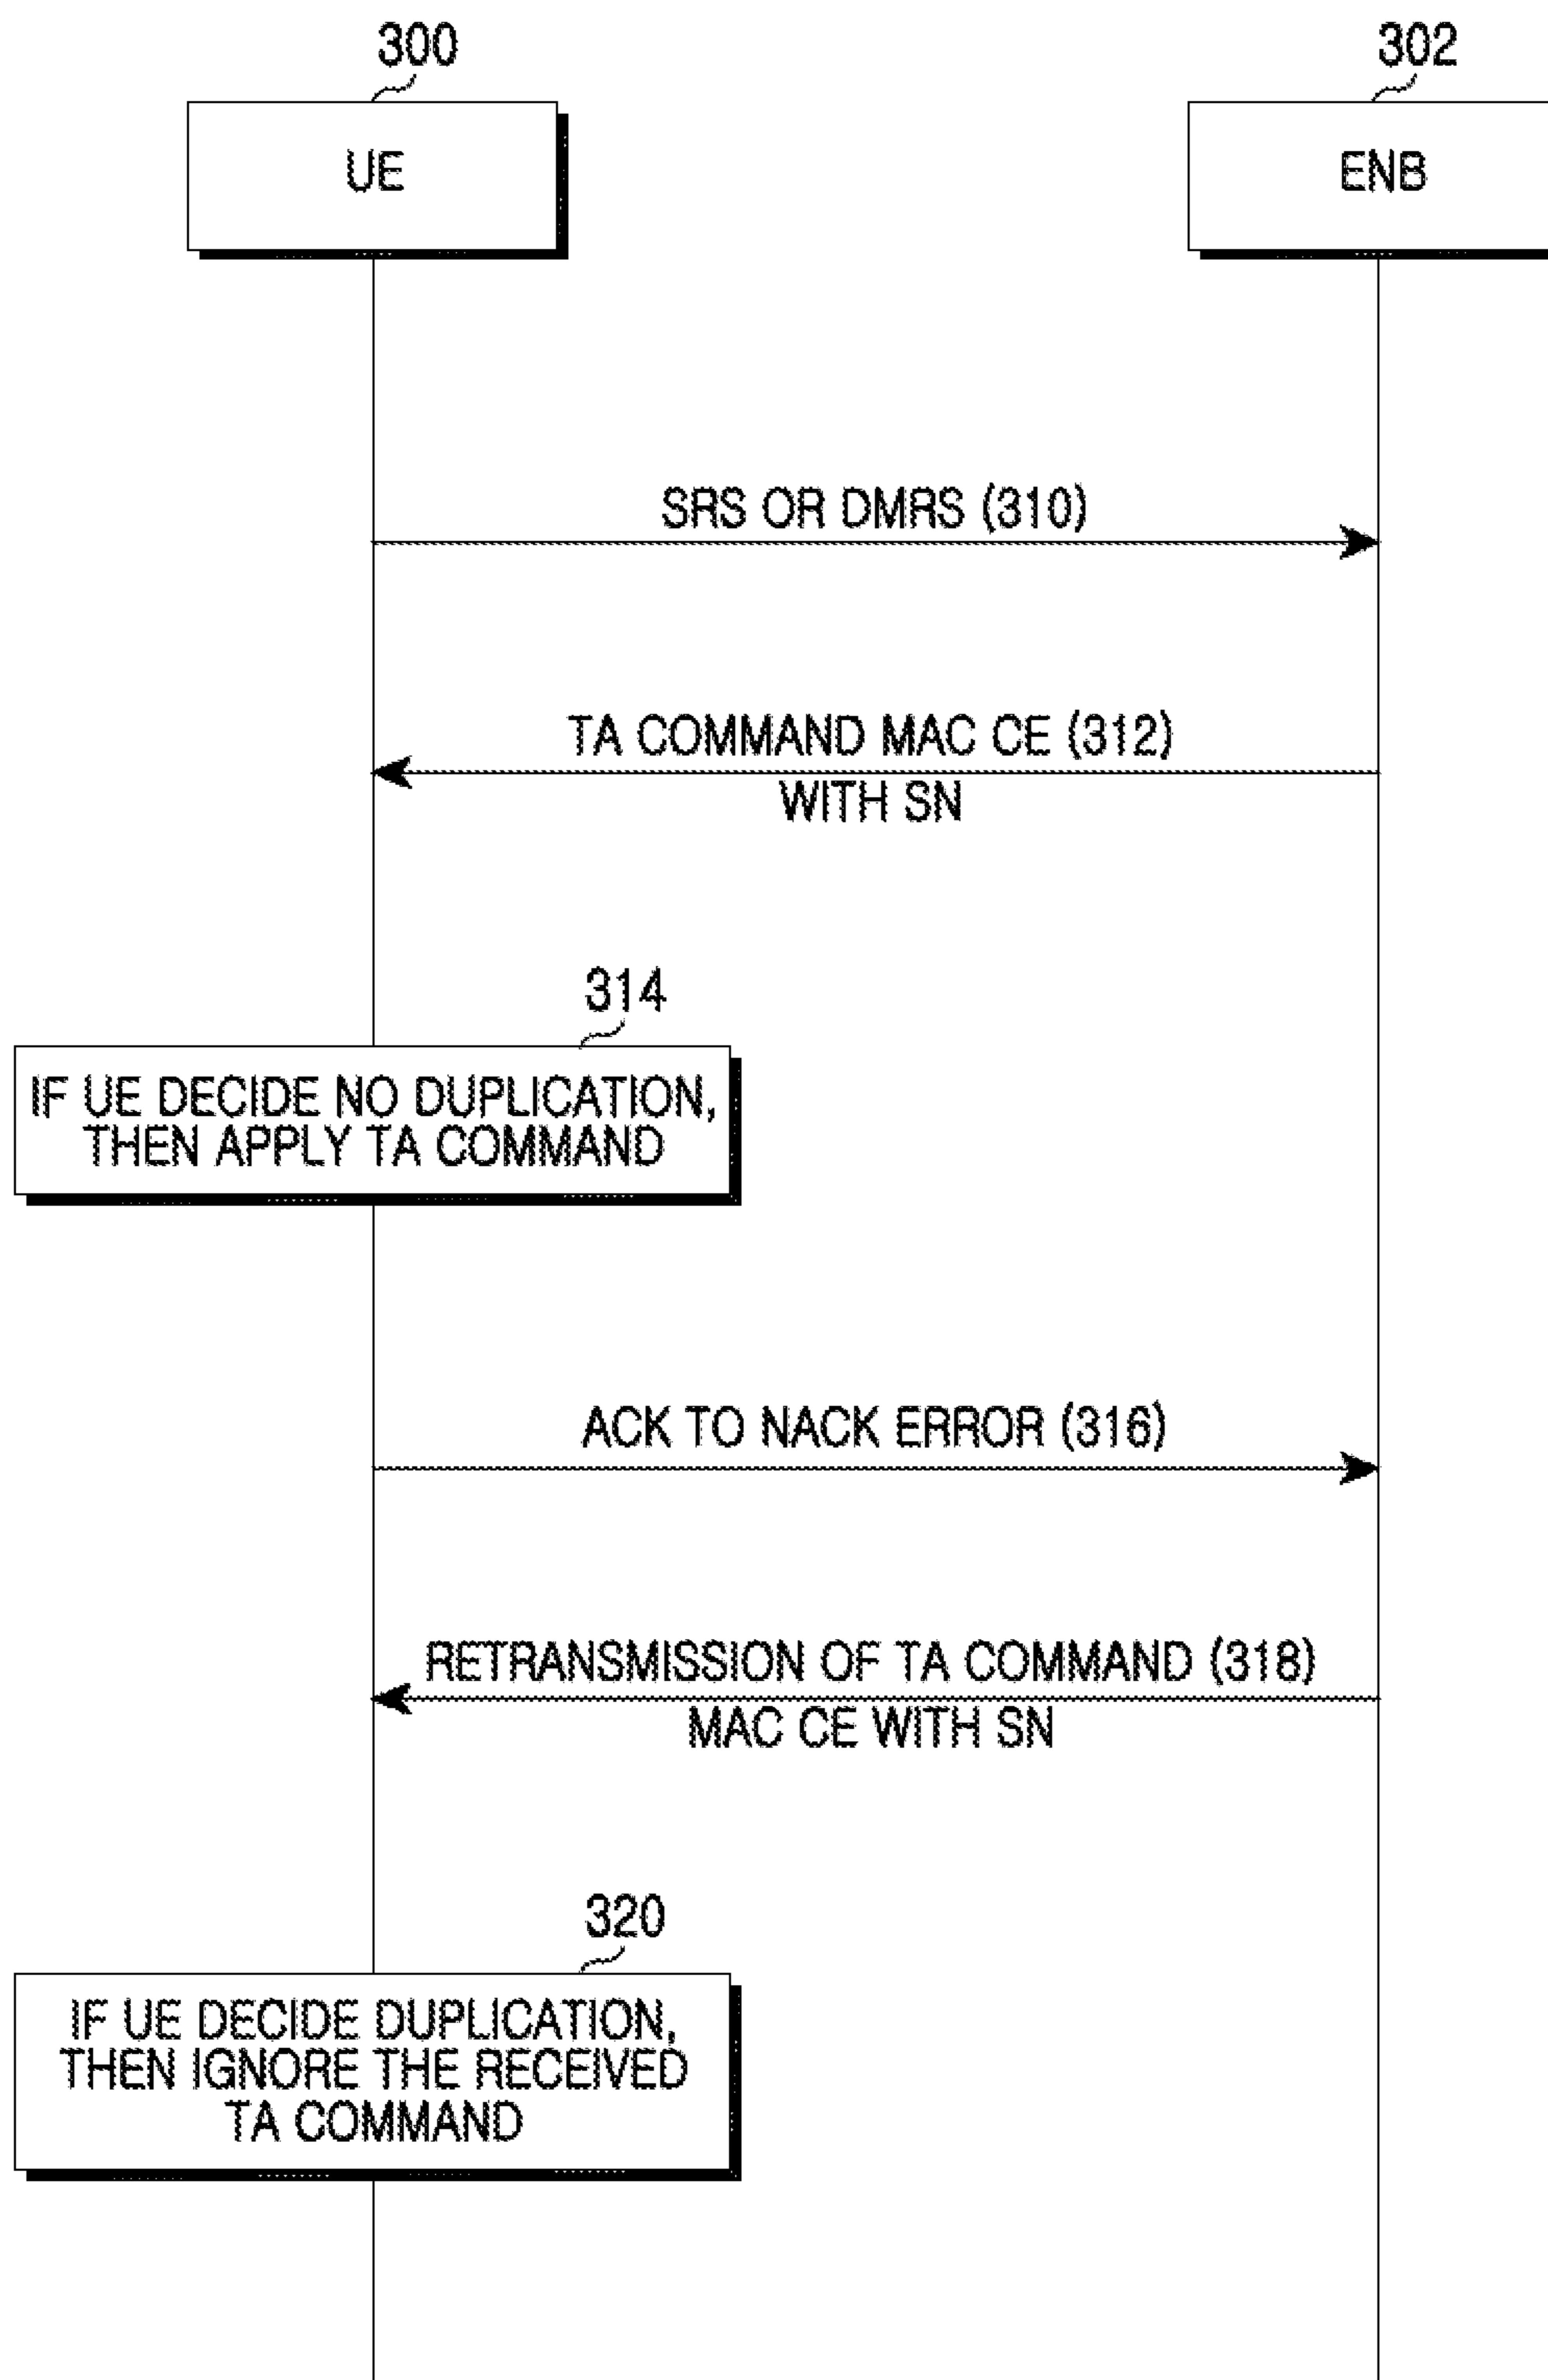 300
302
UE
ENB
SRS OR DMRS (310)
TA COMMAND MAC CE (312)
WITH SN
314
IF UE DECIDE NO DUPLICATION,
THEN APPLY TA COMMAND
ACK TO NACK ERROR (316)
RETRANSMISSION OF TA COMMAND (318)
MAC CE WITH SN
320
IF UE DECIDE DUPLICATION,
THEN IGNORE THE RECEIVED
TA COMMAND